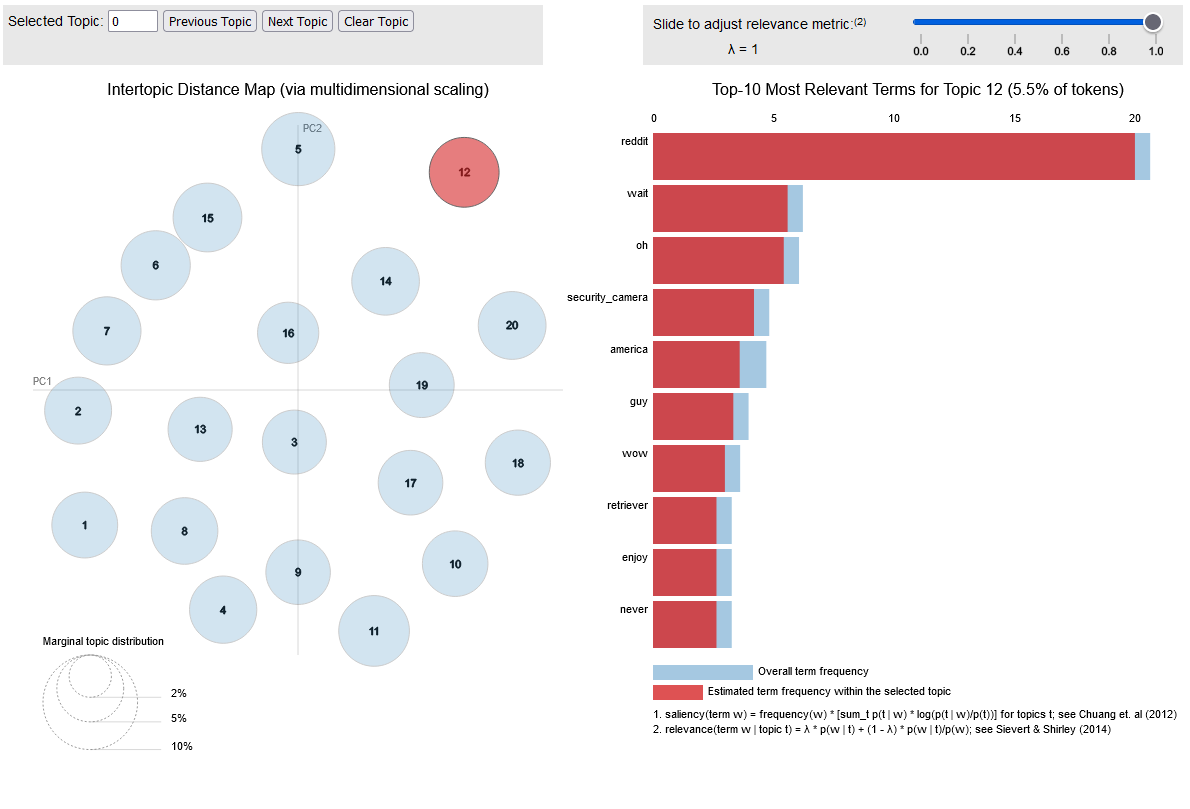 Selected Topic: 0 Previous Topic Next Topic Clear Topic
Slide to adjust relevance metric:(2)
λ = 1
0.0 0.2 0.4 0.6 0.8 1.0
Intertopic Distance Map (via multidimensional scaling)
PC2
5
12
15
6
14
7
16
20
PC1
19
2
13
3
18
17
1
8
10
9
4
11
Marginal topic distribution
2%
5%
10%
Top-10 Most Relevant Terms for Topic 12 (5.5% of tokens)
0 5 10 15 20
reddit
wait
oh
security_camera
america
guy
wow
retriever
enjoy
never
Overall term frequency
Estimated term frequency within the selected topic
1. saliency(term w) = frequency(w) * [sum_t p(t | w) * log(p(t | w)/p(t))] for topics t; see Chuang et. al (2012)
2. relevance(term w | topic t) = λ * p(w | t) + (1 - λ) * p(w | t)/p(w); see Sievert & Shirley (2014)